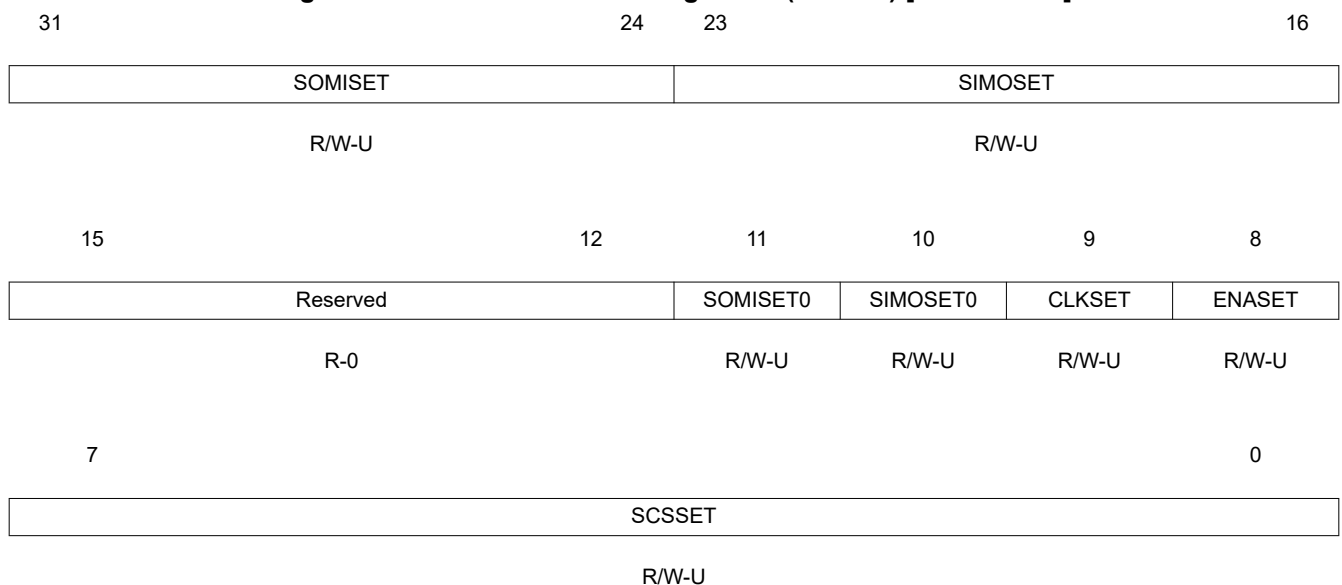 31 24 23 16
SOMISET SIMOSET
R/W-U R/W-U
15 12 11 10 9 8
Reserved SOMISET0 SIMOSET0 CLKSET ENASET
R-0 R/W-U R/W-U R/W-U R/W-U
7 0
SCSSET
R/W-U